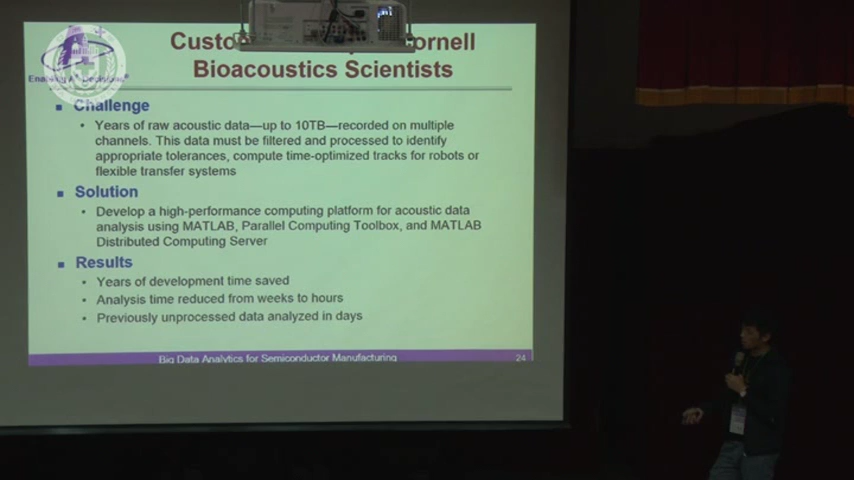 Custo ornell
Bioacoustics Scientists
Enabling A+ Decisions®
■ Challenge
• Years of raw acoustic data—up to 10TB—recorded on multiple
channels. This data must be filtered and processed to identify
appropriate tolerances, compute time-optimized tracks for robots or
flexible transfer systems
■ Solution
• Develop a high-performance computing platform for acoustic data
analysis using MATLAB, Parallel Computing Toolbox, and MATLAB
Distributed Computing Server
■ Results
• Years of development time saved
• Analysis time reduced from weeks to hours
• Previously unprocessed data analyzed in days
Big Data Analytics for Semiconductor Manufacturing
24